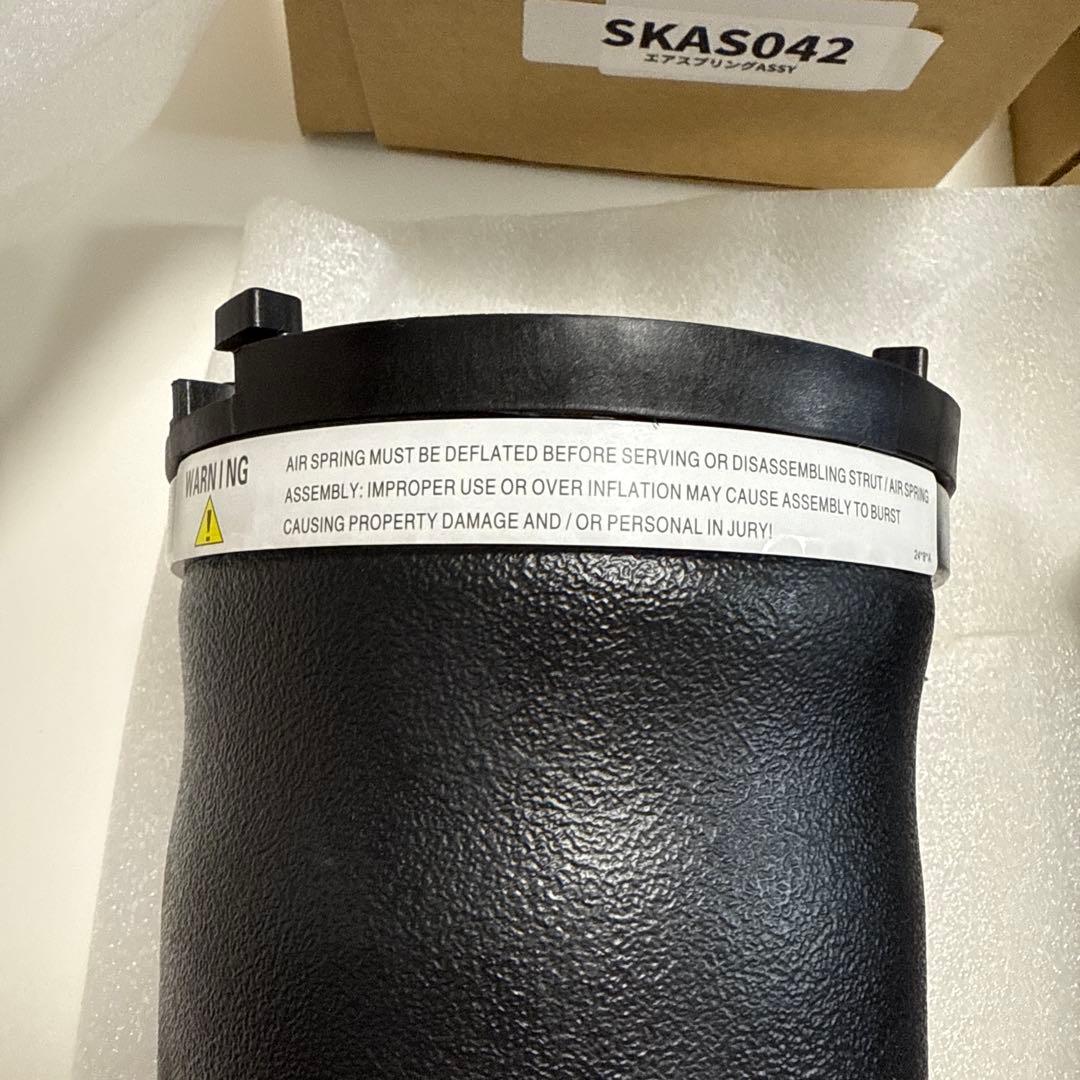 SKAS042
エアスプリングASSY
WARNING
AIR SPRING MUST BE DEFLATED BEFORE SERVING OR DISASSEMBLING STRUT / AIR SPRING
ASSEMBLY: IMPROPER USE OR OVER INFLATION MAY CAUSE ASSEMBLY TO BURST
CAUSING PROPERTY DAMAGE AND / OR PERSONAL IN JURY!
24*8*A